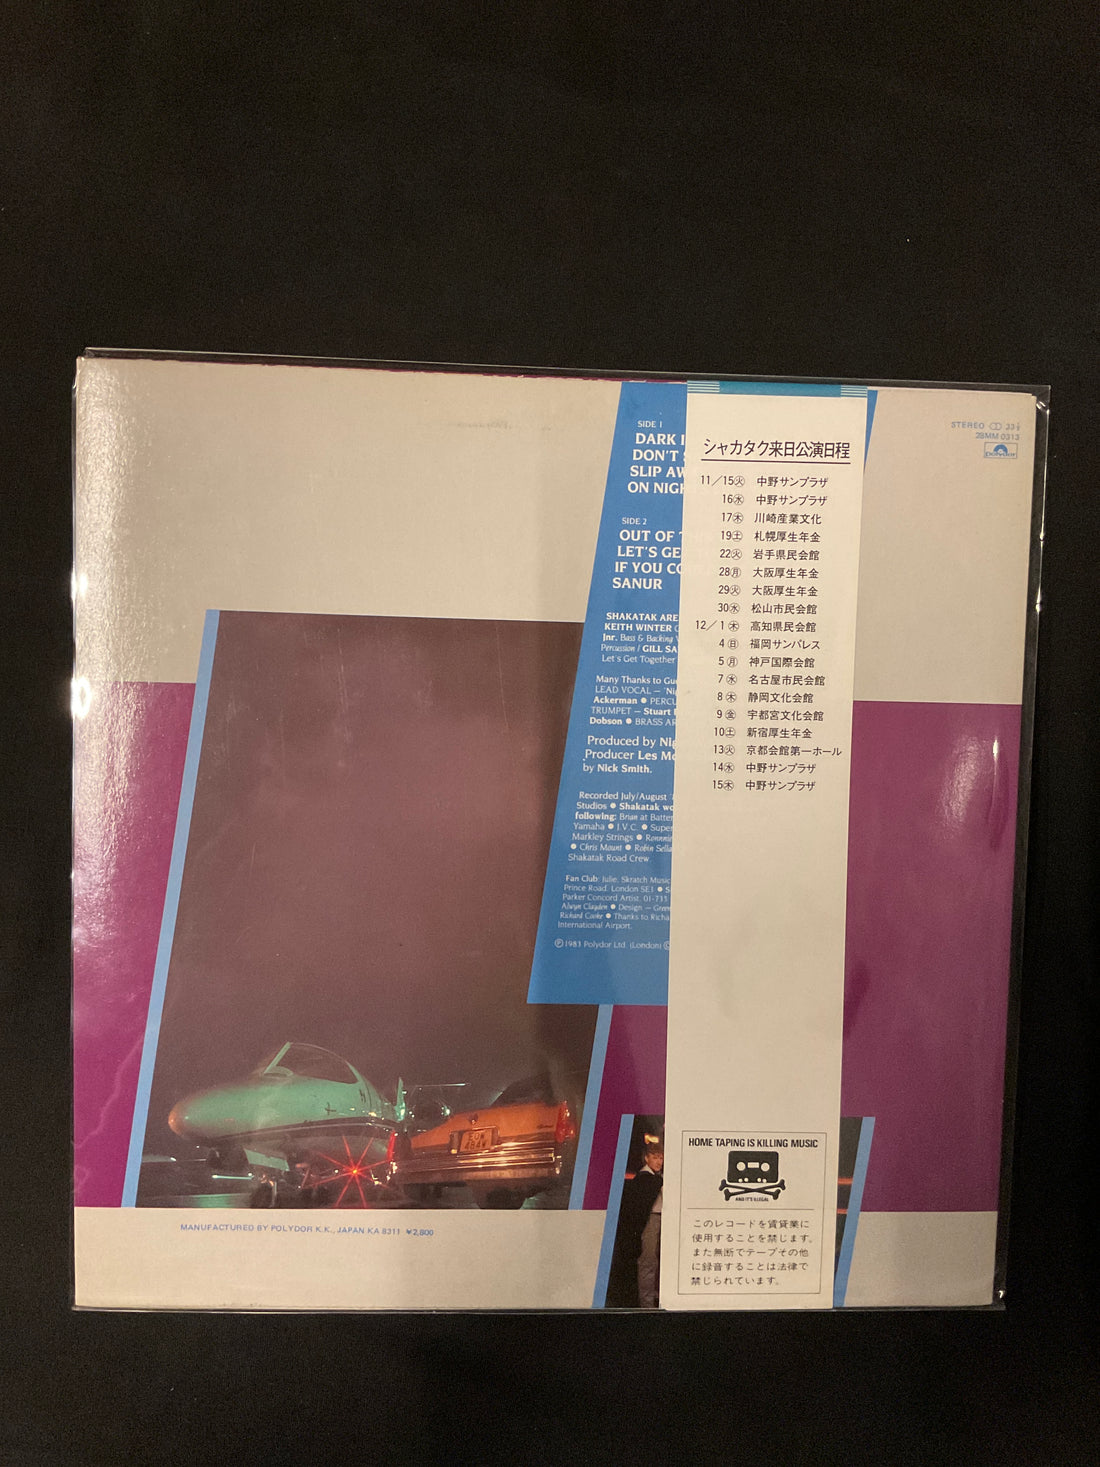 SIDE 1
DARK I
DON'T S
SLIP AW
ON NIGH
SIDE 2
OUT OF T
LET'S GE
IF YOU CO
SANUR
SHAKATAK ARE
KEITH WINTER
Jnr. Bass & Backing
Percussion / GILL SA
Let's Get Together
Many Thanks to Gu
LEAD VOCAL – 'Ni
Ackerman ● PERCU
TRUMPET – Stuart
Dobson ● BRASS AR
Produced by Nig
Producer Les Mc
by Nick Smith.
Recorded July/August '
Studios ● Shakatak wo
following: Brian at Batter
Yamaha ● J.V.C. ● Super
Markley Strings ● Ronnie
● Chris Mount ● Robin Sella
Shakatak Road Crew.
Fan Club: Julie, Skratch Music
Prince Road, London SE1 ● S
Parker Concord Artist. 01-735
Alwyn Clayden ● Design – Green
Richard Cooke ● Thanks to Richa
International Airport.
Ⓟ 1983 Polydor Ltd. (London) ©
シャカタク来日公演日程
11/15㊋ 中野サンプラザ
16㊌ 中野サンプラザ
17㊍ 川崎産業文化
19㊏ 札幌厚生年金
22㊋ 岩手県民会館
28㊊ 大阪厚生年金
29㊋ 大阪厚生年金
30㊌ 松山市民会館
12/1㊍ 高知県民会館
4㊐ 福岡サンパレス
5㊊ 神戸国際会館
7㊌ 名古屋市民会館
8㊍ 静岡文化会館
9㊎ 宇都宮文化会館
10㊏ 新宿厚生年金
13㊋ 京都会館第一ホール
14㊌ 中野サンプラザ
15㊍ 中野サンプラザ
STEREO 33⅓
28MM 0313
polydor
EUW
484W
HOME TAPING IS KILLING MUSIC
AND IT'S ILLEGAL
このレコードを賃貸業に
使用することを禁じます。
また無断でテープその他
に録音することは法律で
禁じられています。
MANUFACTURED BY POLYDOR K.K., JAPAN KA 8311 ¥2,800